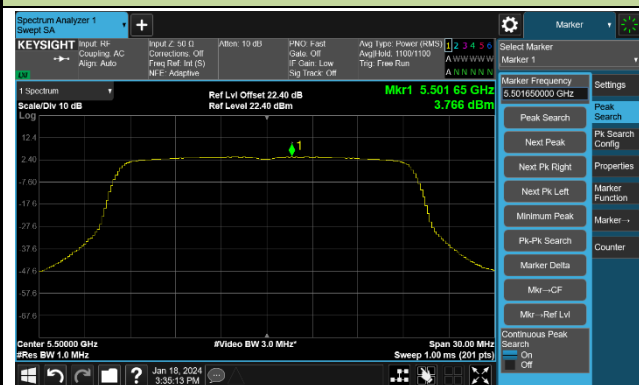 Spectrum Analyzer 1
Swept SA
+
Marker
KEYSIGHT
Input: RF
Coupling: AC
Align: Auto
Input Z: 50 Ω
Corrections: Off
Freq Ref: Int (S)
NFE: Adaptive
Atten: 10 dB
PNO: Fast
Gate: Off
IF Gain: Low
Sig Track: Off
Avg Type: Power (RMS)
Avg|Hold: 1100/1100
Trig: Free Run
1 2 3 4 5 6
A W W W W W
A N N N N N
Select Marker
Marker 1
LXI
1 Spectrum
Scale/Div 10 dB
Log
Ref Lvl Offset 22.40 dB
Ref Level 22.40 dBm
Mkr1 5.501 65 GHz
3.766 dBm
1
12.4
2.40
-7.60
-17.6
-27.6
-37.6
-47.6
-57.6
-67.6
Center 5.50000 GHz
#Res BW 1.0 MHz
#Video BW 3.0 MHz*
Span 30.00 MHz
Sweep 1.00 ms (201 pts)
Marker Frequency
5.501650000 GHz
Peak Search
Next Peak
Next Pk Right
Next Pk Left
Minimum Peak
Pk-Pk Search
Marker Delta
Mkr→CF
Mkr→Ref Lvl
Continuous Peak
Search
On
Off
Settings
Peak
Search
Pk Search
Config
Properties
Marker
Function
Marker→
Counter
?
Jan 18, 2024
3:35:13 PM